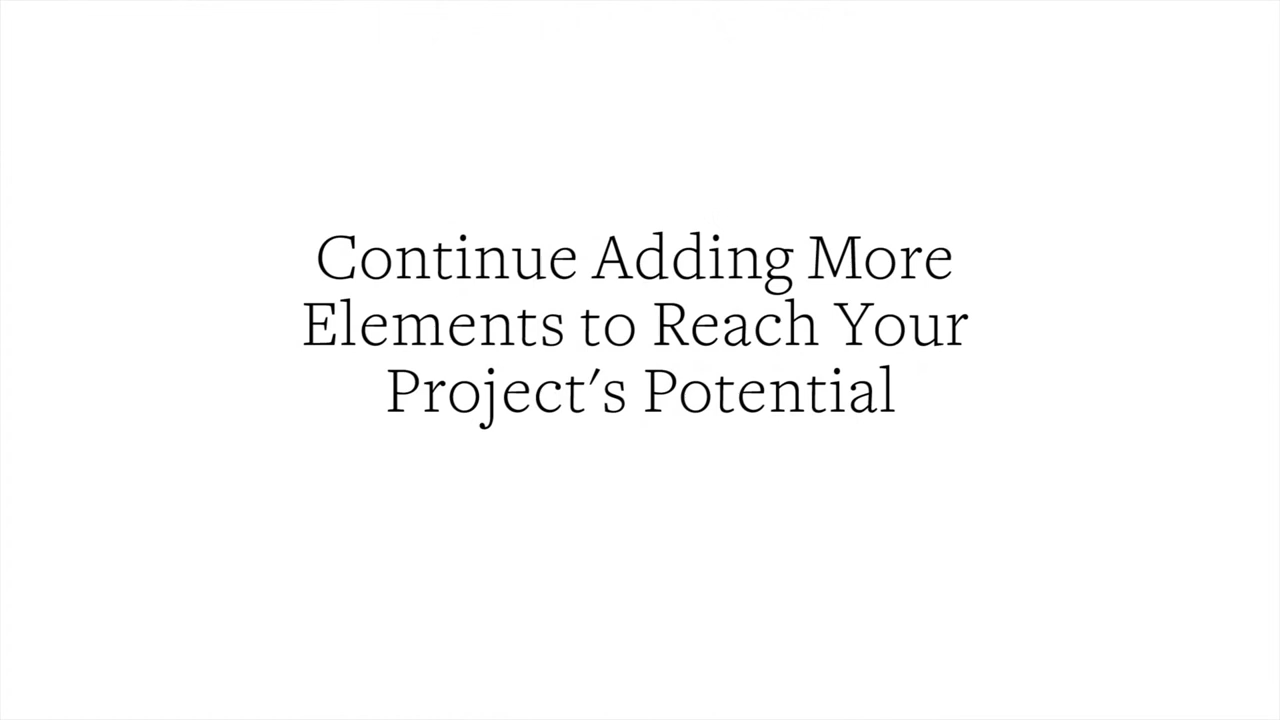 Continue Adding More
Elements to Reach Your
Project's Potential